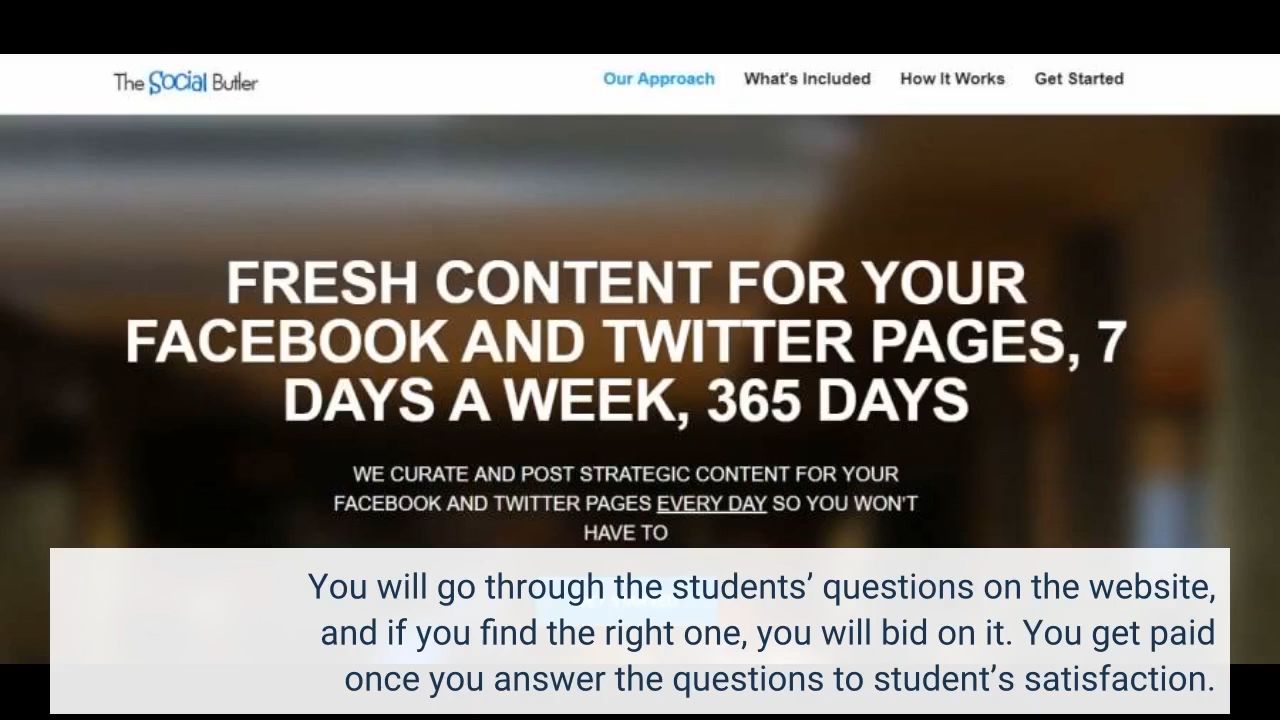 The Social Butler
Our Approach What's Included How It Works Get Started
FRESH CONTENT FOR YOUR
FACEBOOK AND TWITTER PAGES, 7
DAYS A WEEK, 365 DAYS
WE CURATE AND POST STRATEGIC CONTENT FOR YOUR
FACEBOOK AND TWITTER PAGES EVERY DAY SO YOU WON'T
HAVE TO
You will go through the students’ questions on the website,
and if you find the right one, you will bid on it. You get paid
once you answer the questions to student’s satisfaction.